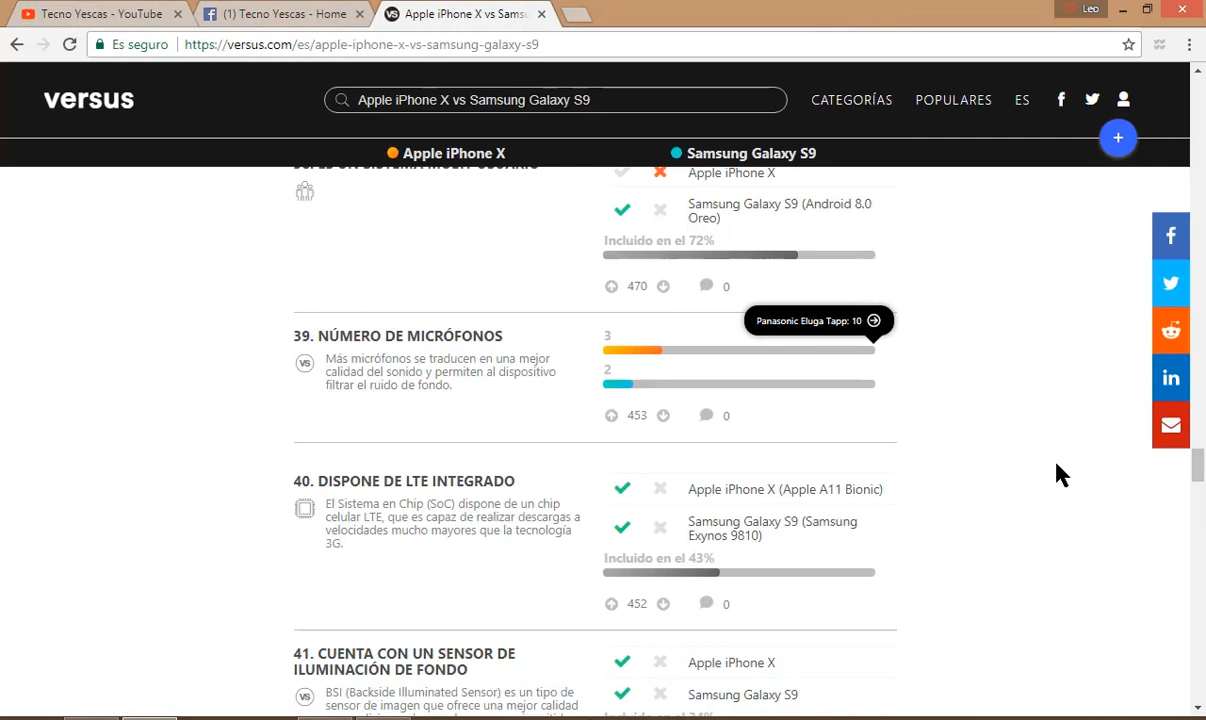 Tecno Yescas - YouTube
(1) Tecno Yescas - Home
Apple iPhone X vs Samsu
Leo
Es seguro
https://versus.com/es/apple-iphone-x-vs-samsung-galaxy-s9
versus
Apple iPhone X vs Samsung Galaxy S9
CATEGORÍAS
POPULARES
ES
Apple iPhone X
Samsung Galaxy S9
Apple iPhone X
Samsung Galaxy S9 (Android 8.0
Oreo)
Incluido en el 72%
470
0
Panasonic Eluga Tapp: 10
39. NÚMERO DE MICRÓFONOS
Más micrófonos se traducen en una mejor
calidad del sonido y permiten al dispositivo
filtrar el ruido de fondo.
3
2
453
0
40. DISPONE DE LTE INTEGRADO
El Sistema en Chip (SoC) dispone de un chip
celular LTE, que es capaz de realizar descargas a
velocidades mucho mayores que la tecnología
3G.
Apple iPhone X (Apple A11 Bionic)
Samsung Galaxy S9 (Samsung
Exynos 9810)
Incluido en el 43%
452
0
41. CUENTA CON UN SENSOR DE
ILUMINACIÓN DE FONDO
BSI (Backside Illuminated Sensor) es un tipo de
sensor de imagen que ofrece una mejor calidad
Apple iPhone X
Samsung Galaxy S9